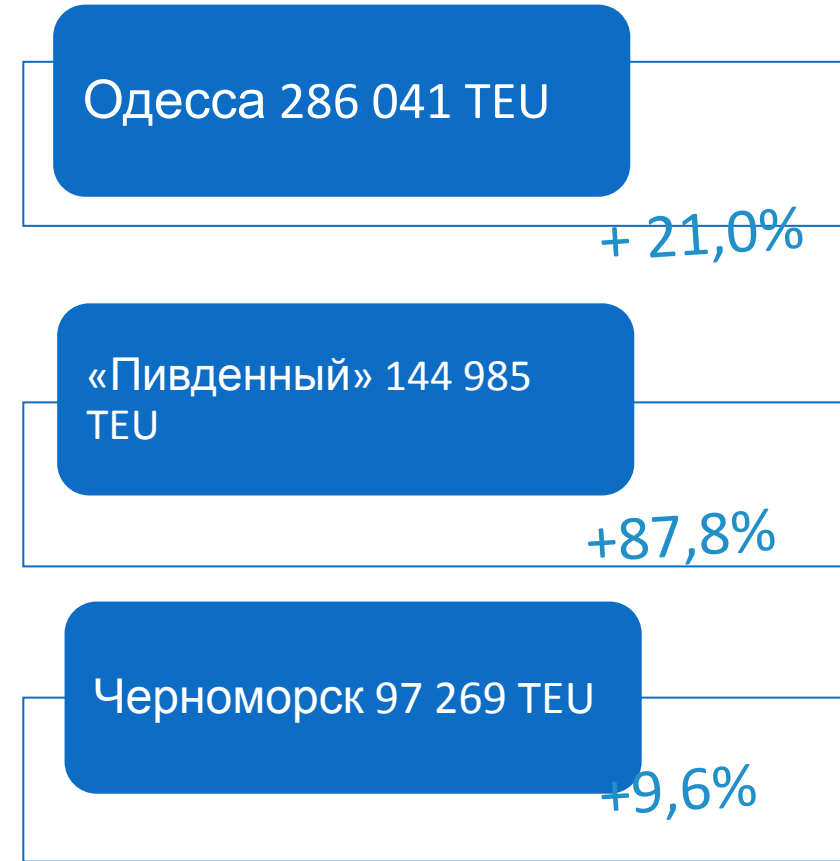 Одесса 286 041 TEU
+ 21,0%
«Пивденный» 144 985
TEU
+87,8%
Черноморск 97 269 TEU
+9,6%